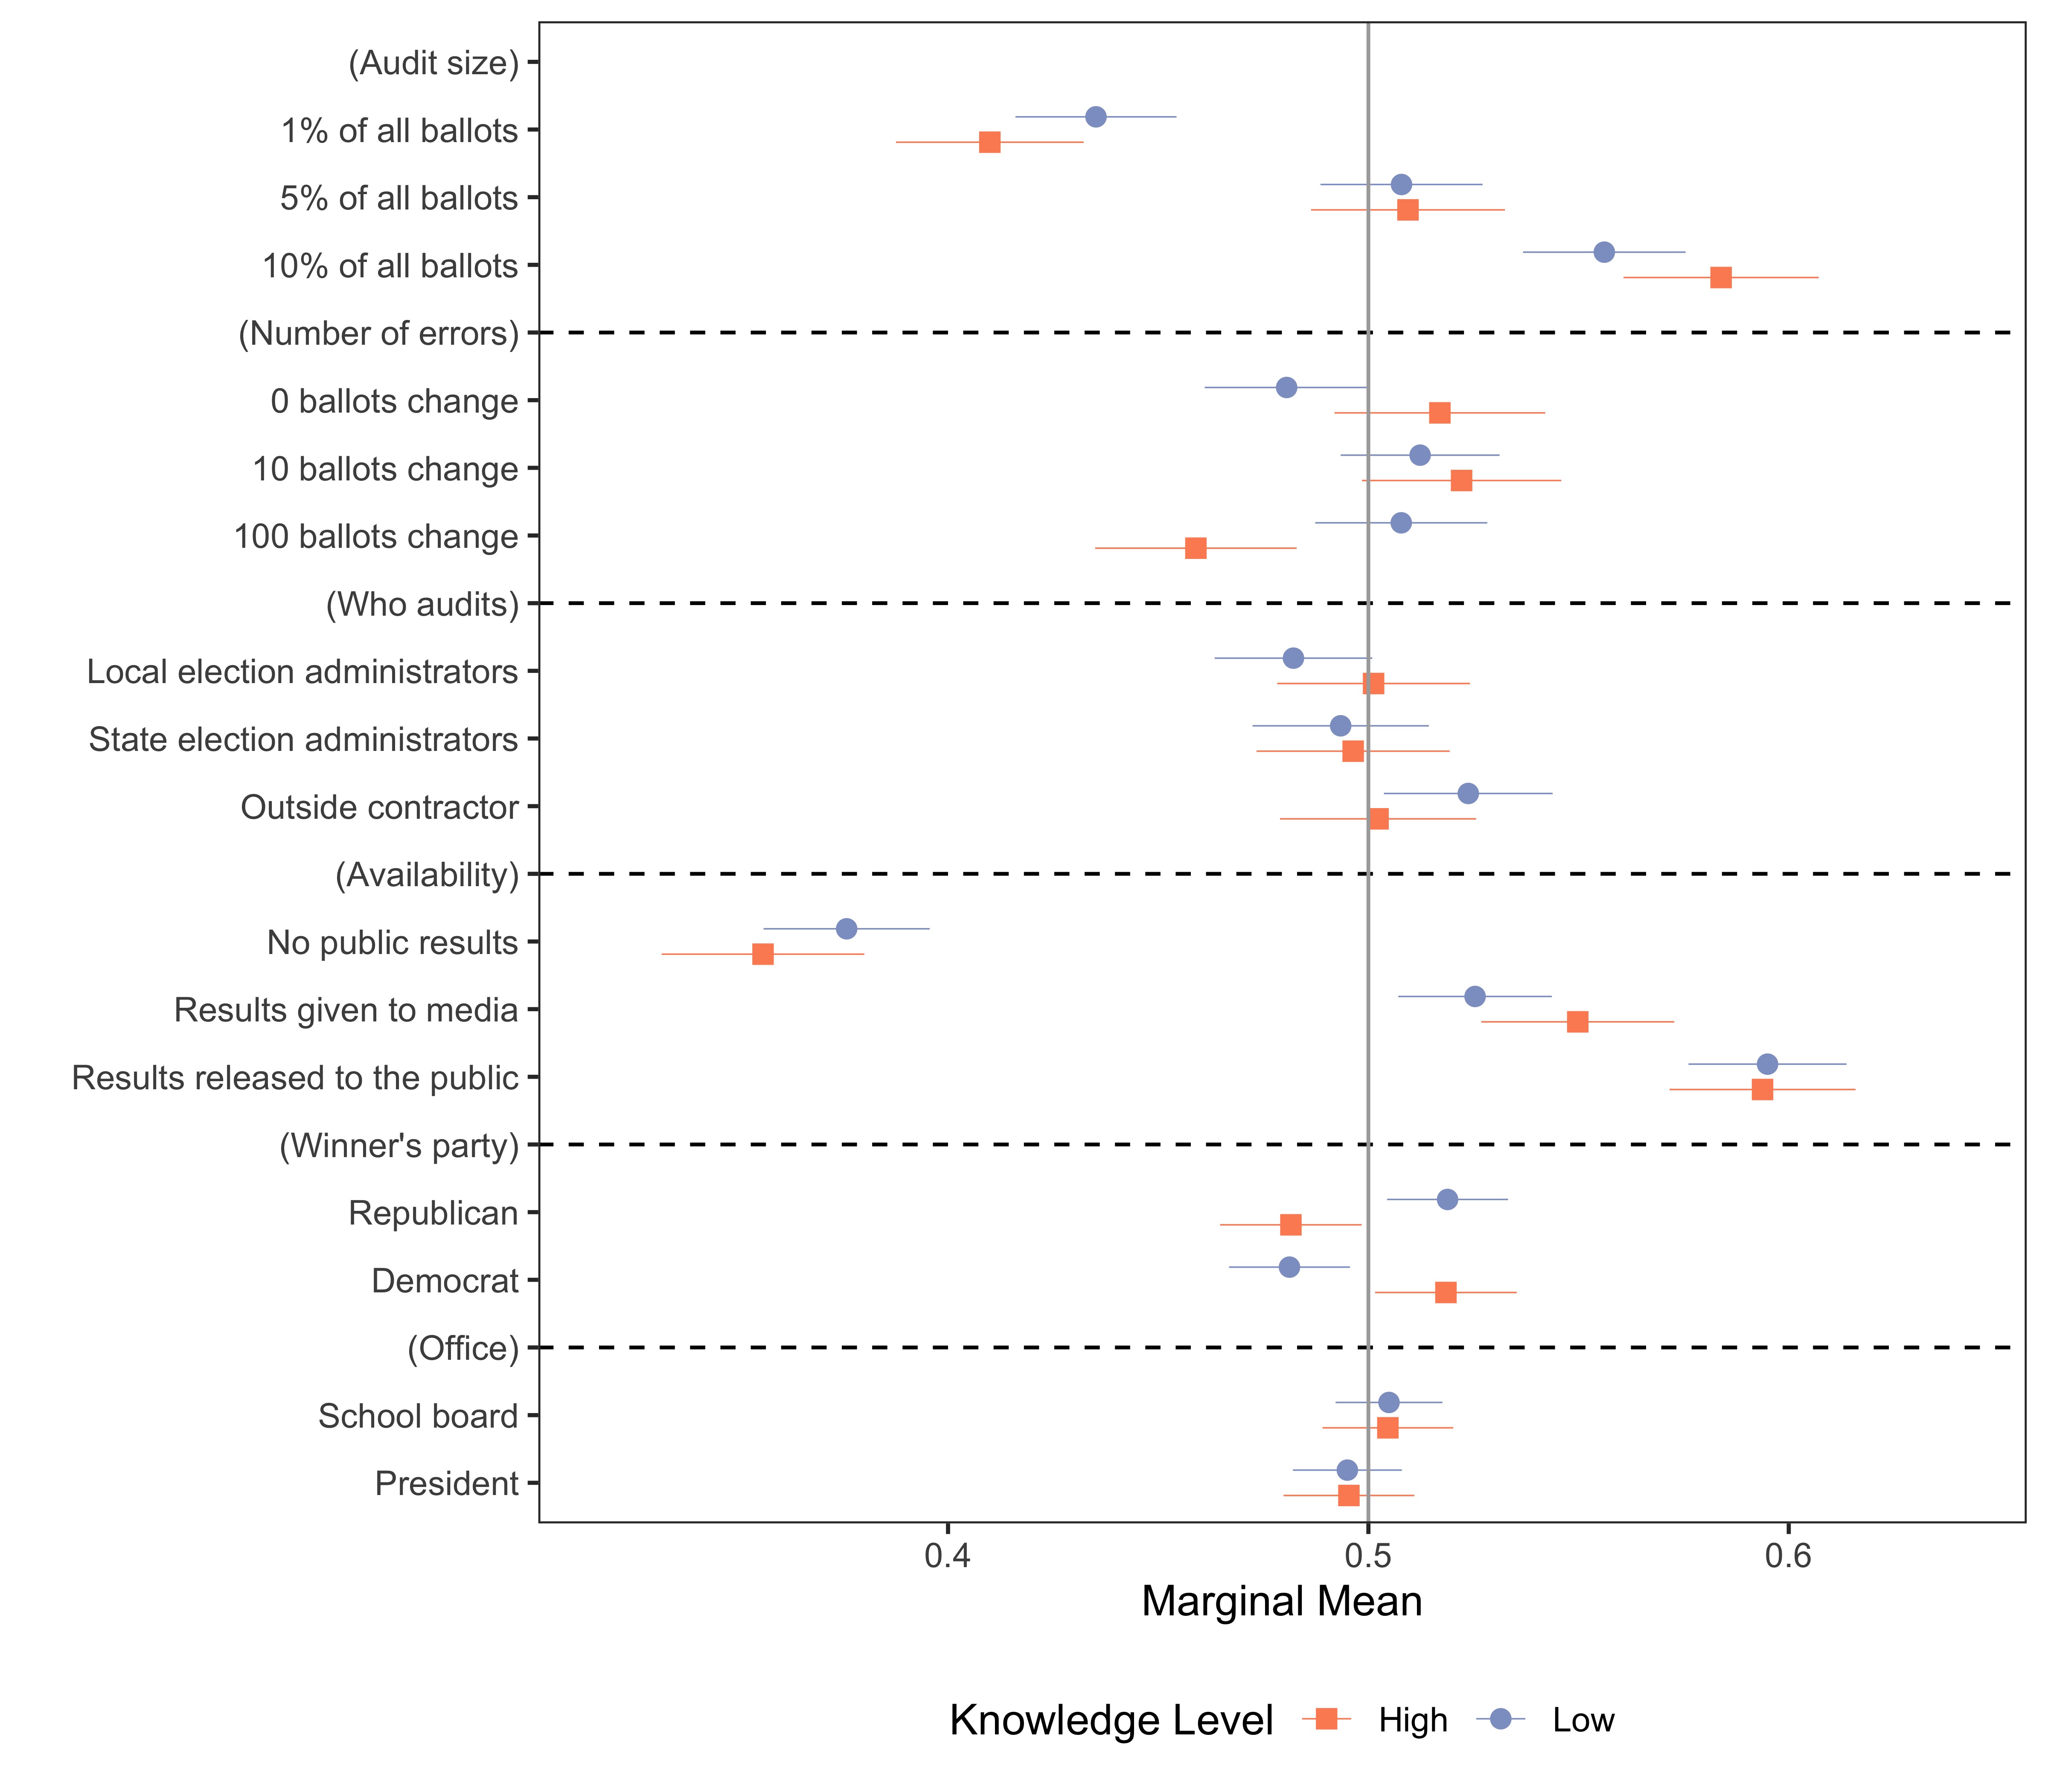 (Audit size)
1% of all ballots
5% of all ballots
10% of all ballots
(Number of errors)
0 ballots change
10 ballots change
100 ballots change
(Who audits)
Local election administrators
State election administrators
Outside contractor
(Availability)
No public results
Results given to media
Results released to the public
(Winner's party)
Republican
Democrat
(Office)
School board
President
0.4 0.5 0.6
Marginal Mean
Knowledge Level High Low